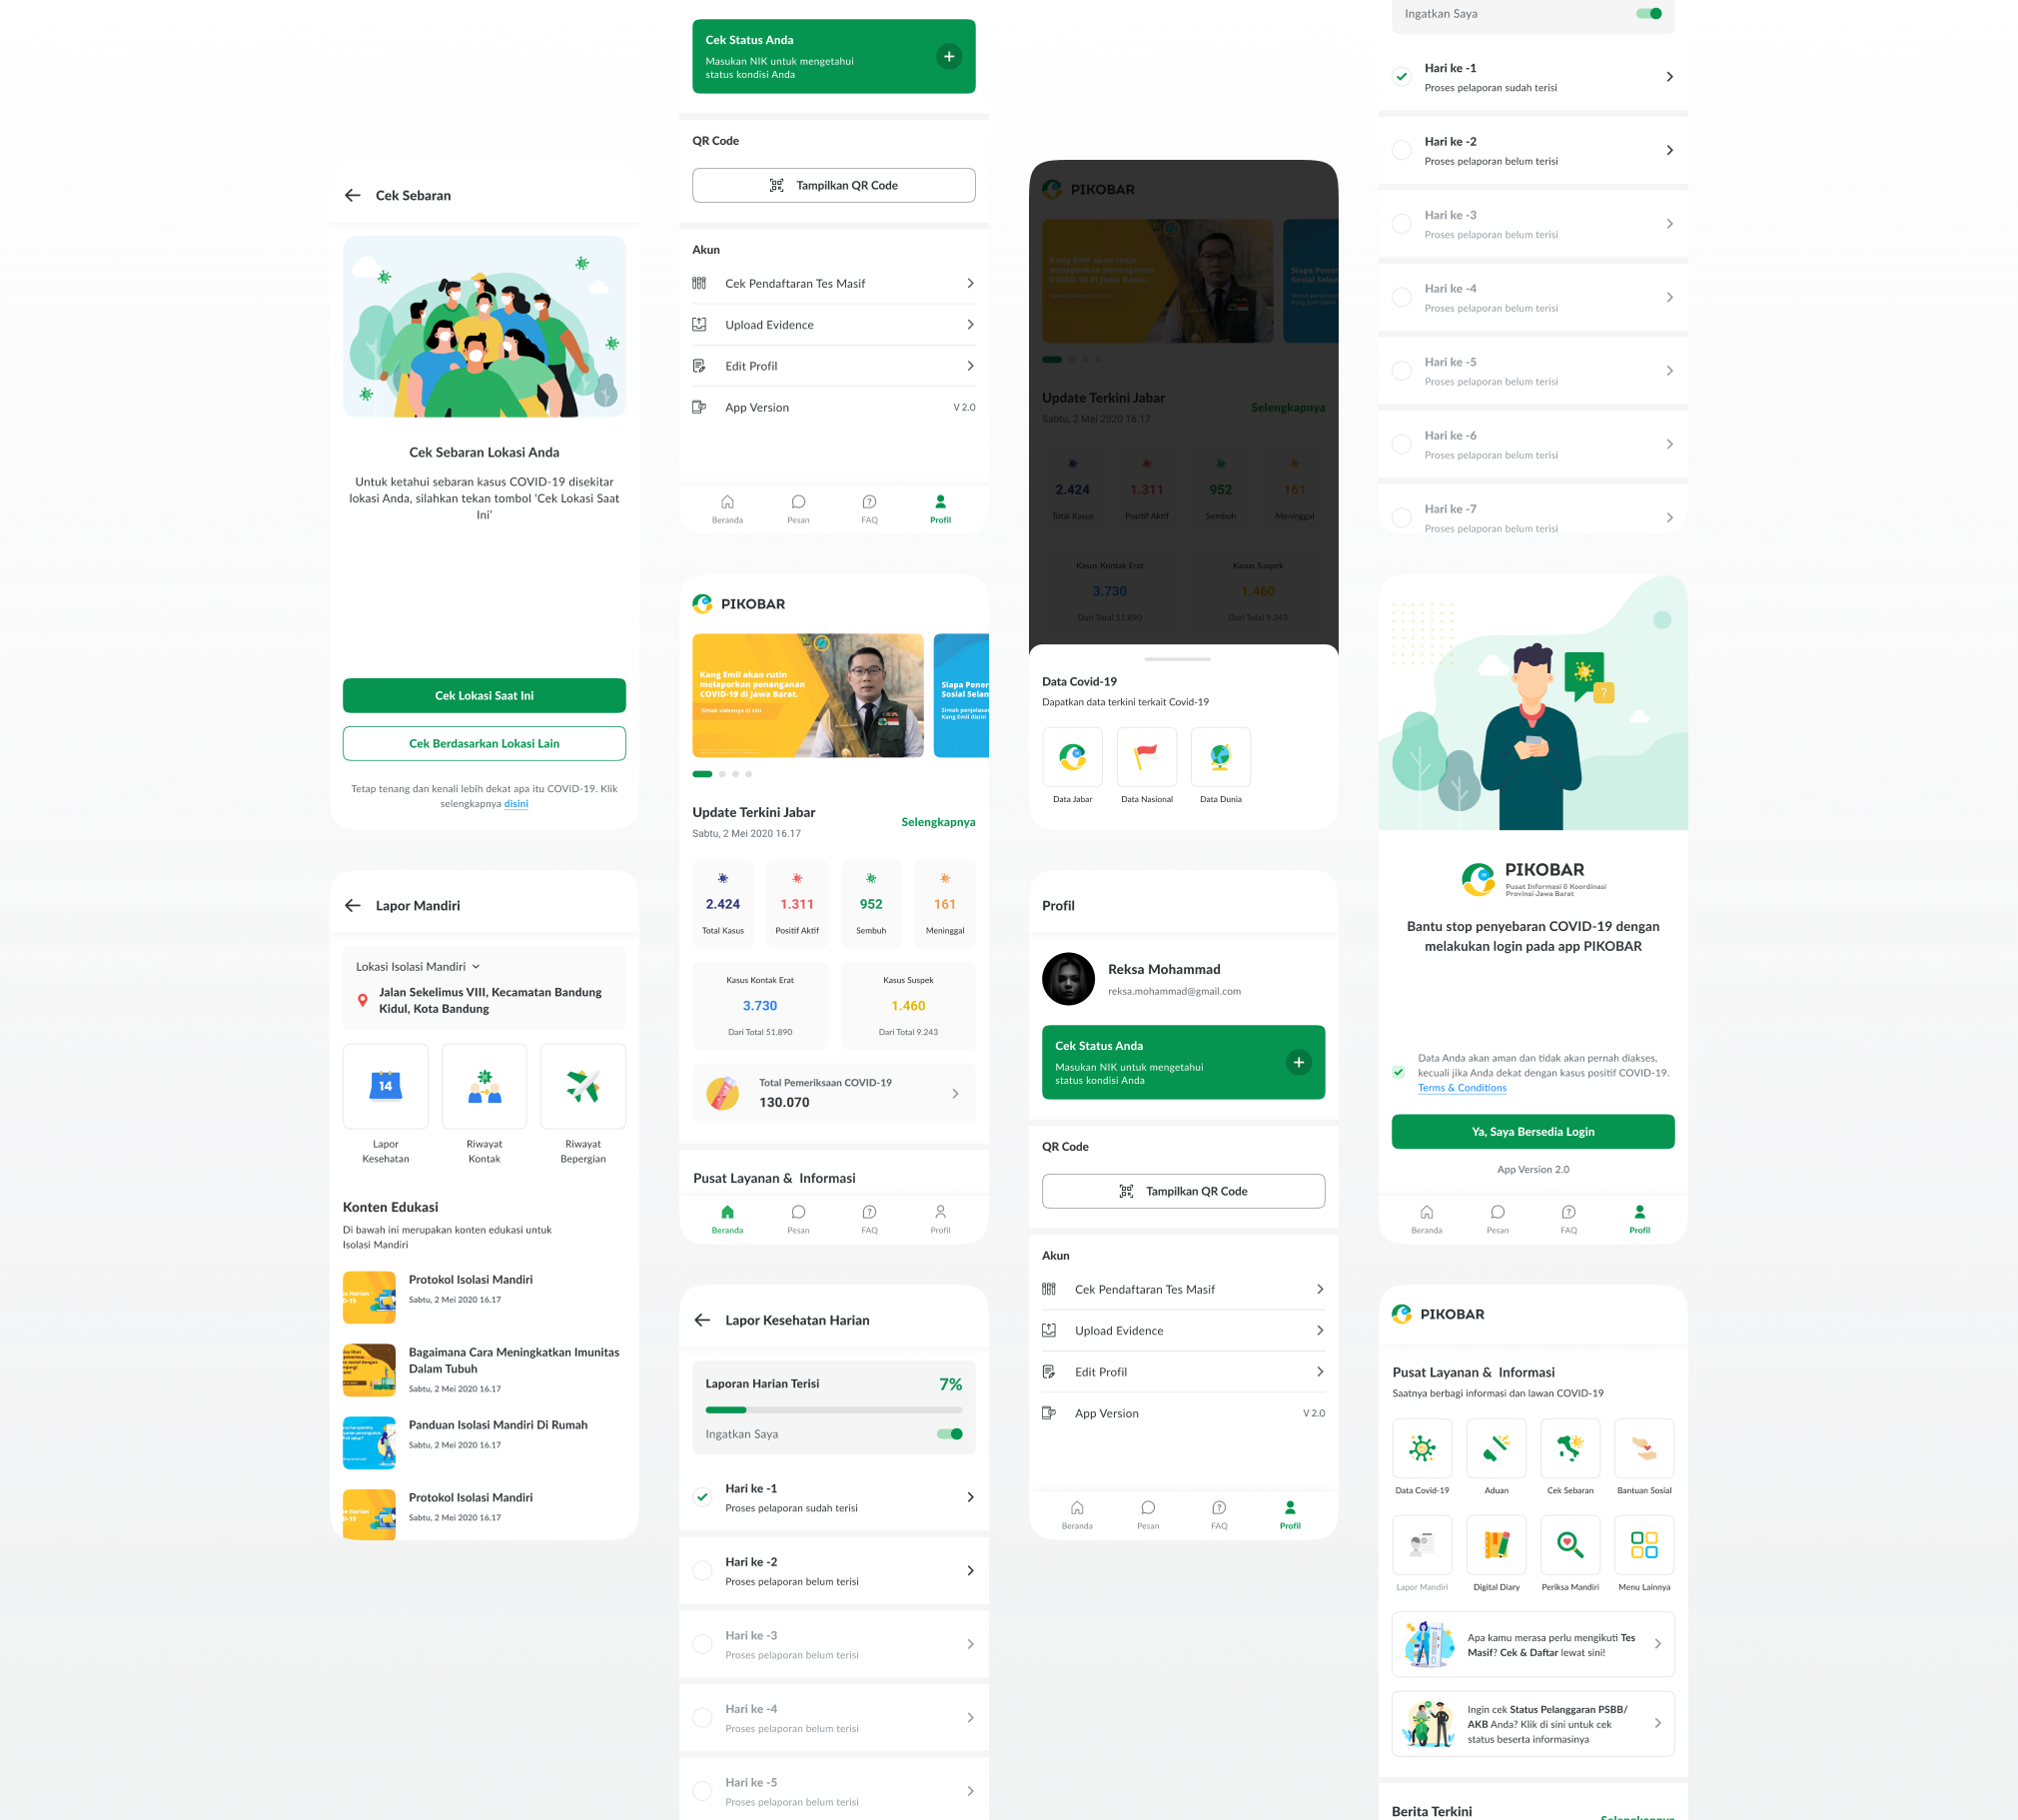 Cek Sebaran
Cek Sebaran Lokasi Anda
Untuk ketahui sebaran kasus COVID-19 disekitar
lokasi Anda, silahkan tekan tombol 'Cek Lokasi Saat
Ini'
Cek Lokasi Saat Ini
Cek Berdasarkan Lokasi Lain
Tetap tenang dan kenali lebih dekat apa itu COVID-19. Klik
selengkapnya disini
Lapor Mandiri
Lokasi Isolasi Mandiri
Jalan Sekelimus VIII, Kecamatan Bandung
Kidul, Kota Bandung
14
Lapor
Kesehatan
Riwayat
Kontak
Riwayat
Bepergian
Konten Edukasi
Di bawah ini merupakan konten edukasi untuk
Isolasi Mandiri
Protokol Isolasi Mandiri
Sabtu, 2 Mei 2020 16.17
Bagaimana Cara Meningkatkan Imunitas
Dalam Tubuh
Sabtu, 2 Mei 2020 16.17
Panduan Isolasi Mandiri Di Rumah
Sabtu, 2 Mei 2020 16.17
Protokol Isolasi Mandiri
Sabtu, 2 Mei 2020 16.17
Cek Status Anda
Masukan NIK untuk mengetahui
status kondisi Anda
QR Code
Tampilkan QR Code
Akun
Cek Pendaftaran Tes Masif
Upload Evidence
Edit Profil
App Version V 2.0
Beranda Pesan FAQ Profil
PIKOBAR
Kang Emil akan rutin
melaporkan penanganan
COVID-19 di Jawa Barat.
Simak videonya di sini
Siapa Pener
Sosial Selam
Simak penjelasan
Kang Emil disini
Update Terkini Jabar
Sabtu, 2 Mei 2020 16.17
Selengkapnya
2.424 1.311 952 161
Total Kasus Positif Aktif Sembuh Meninggal
Kasus Kontak Erat Kasus Suspek
3.730 1.460
Dari Total 51.890 Dari Total 9.243
Total Pemeriksaan COVID-19
130.070
Pusat Layanan & Informasi
Beranda Pesan FAQ Profil
Lapor Kesehatan Harian
Laporan Harian Terisi 7%
Ingatkan Saya
Hari ke -1
Proses pelaporan sudah terisi
Hari ke -2
Proses pelaporan belum terisi
Hari ke -3
Proses pelaporan belum terisi
Hari ke -4
Proses pelaporan belum terisi
Hari ke -5
Proses pelaporan belum terisi
PIKOBAR
Kang Emil akan rutin
melaporkan penanganan
COVID-19 di Jawa Barat.
Siapa Pener
Sosial Selam
Update Terkini Jabar
Sabtu, 2 Mei 2020 16.17
Selengkapnya
2.424 1.311 952 161
Total Kasus Positif Aktif Sembuh Meninggal
Kasus Kontak Erat Kasus Suspek
3.730 1.460
Dari Total 51.890 Dari Total 9.243
Data Covid-19
Dapatkan data terkini terkait Covid-19
Data Jabar Data Nasional Data Dunia
Profil
Reksa Mohammad
reksa.mohammad@gmail.com
Cek Status Anda
Masukan NIK untuk mengetahui
status kondisi Anda
QR Code
Tampilkan QR Code
Akun
Cek Pendaftaran Tes Masif
Upload Evidence
Edit Profil
App Version V 2.0
Beranda Pesan FAQ Profil
Ingatkan Saya
Hari ke -1
Proses pelaporan sudah terisi
Hari ke -2
Proses pelaporan belum terisi
Hari ke -3
Proses pelaporan belum terisi
Hari ke -4
Proses pelaporan belum terisi
Hari ke -5
Proses pelaporan belum terisi
Hari ke -6
Proses pelaporan belum terisi
Hari ke -7
Proses pelaporan belum terisi
?
PIKOBAR
Pusat Informasi & Koordinasi
Provinsi Jawa Barat
Bantu stop penyebaran COVID-19 dengan
melakukan login pada app PIKOBAR
Data Anda akan aman dan tidak akan pernah diakses,
kecuali jika Anda dekat dengan kasus positif COVID-19.
Terms & Conditions
Ya, Saya Bersedia Login
App Version 2.0
Beranda Pesan FAQ Profil
PIKOBAR
Pusat Layanan & Informasi
Saatnya berbagi informasi dan lawan COVID-19
Data Covid-19 Aduan Cek Sebaran Bantuan Sosial
Lapor Mandiri Digital Diary Periksa Mandiri Menu Lainnya
Apa kamu merasa perlu mengikuti Tes
Masif? Cek & Daftar lewat sini!
Ingin cek Status Pelanggaran PSBB/
AKB Anda? Klik di sini untuk cek
status beserta informasinya
Berita Terkini
Selengkapnya